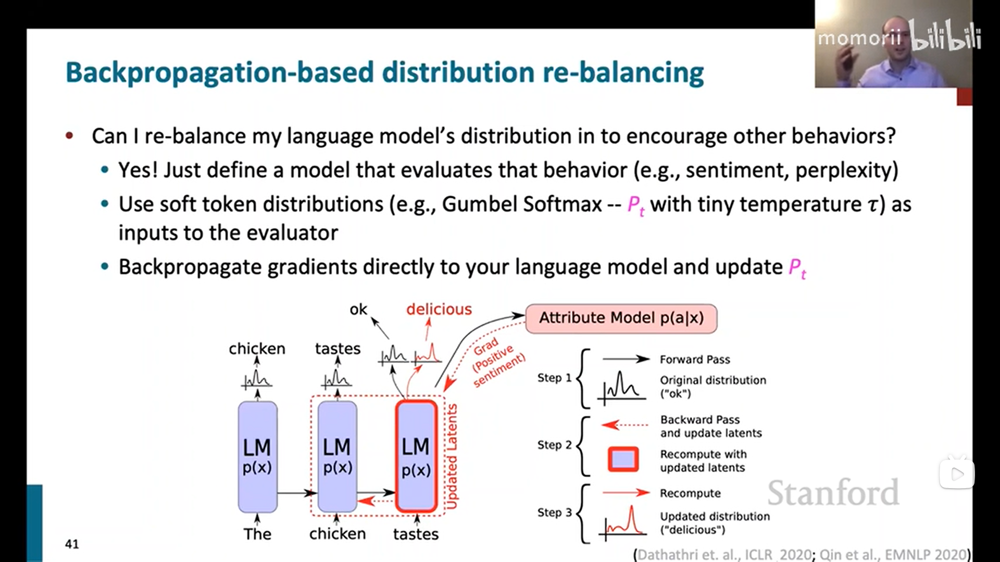 momorii bilibili
Backpropagation-based distribution re-balancing
• Can I re-balance my language model's distribution in to encourage other behaviors?
• Yes! Just define a model that evaluates that behavior (e.g., sentiment, perplexity)
• Use soft token distributions (e.g., Gumbel Softmax -- Pt with tiny temperature τ) as
inputs to the evaluator
• Backpropagate gradients directly to your language model and update Pt
ok
delicious
Attribute Model p(a|x)
chicken
tastes
Grad
(Positive
sentiment)
LM
p(x)
LM
p(x)
LM
p(x)
Updated Latents
The
chicken
tastes
Step 1
Forward Pass
Original distribution
("ok")
Step 2
Backward Pass
and update latents
Recompute with
updated latents
Step 3
Recompute
Updated distribution
("delicious")
Stanford
41
(Dathathri et. al., ICLR 2020; Qin et al., EMNLP 2020)